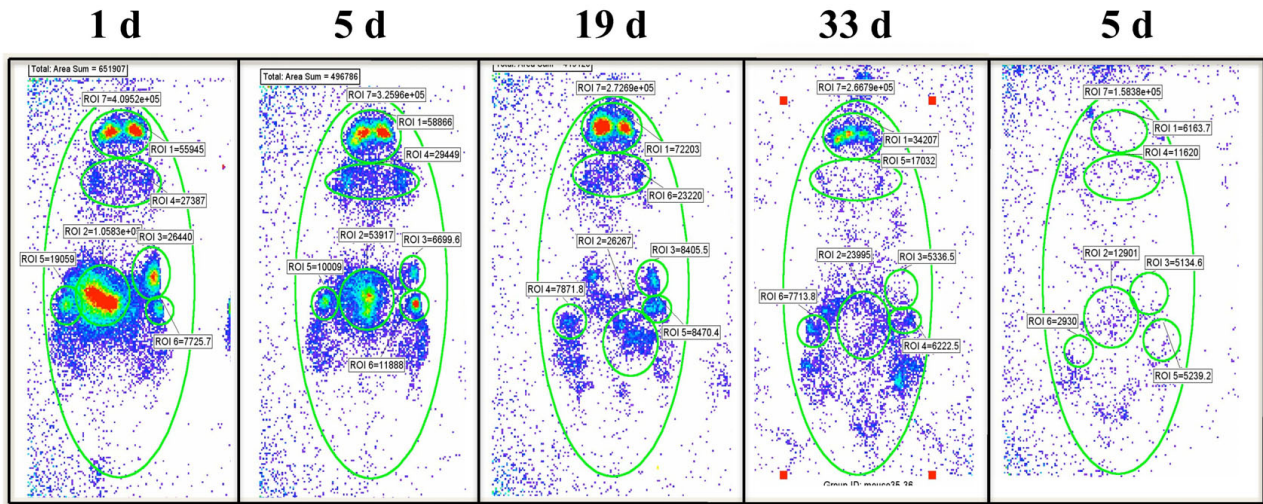 1 d
5 d
19 d
33 d
5 d
Total: Area Sum = 651907
ROI 7=4.0952e+05
ROI 1=55945
ROI 4=27387
ROI 3=26440
ROI 5=19059
ROI 6=7725.7
Total: Area Sum = 496786
ROI 7=3.2596e+05
ROI 1=58866
ROI 4=29449
ROI 2=53917
ROI 3=6699.6
ROI 5=10009
ROI 6=11888
Total: Area Sum =
ROI 7=2.7269e+05
ROI 1=72203
ROI 6=23220
ROI 2=26267
ROI 3=8405.5
ROI 4=7871.8
ROI 5=8470.4
ROI 7=2.6679e+05
ROI 1=34207
ROI 5=17032
ROI 2=23995
ROI 3=5336.5
ROI 6=7713.8
ROI 4=6222.5
Group ID: mouse35-36
ROI 7=1.5838e+05
ROI 1=6163.7
ROI 4=11620
ROI 2=12901
ROI 3=5134.6
ROI 6=2930
ROI 5=5239.2